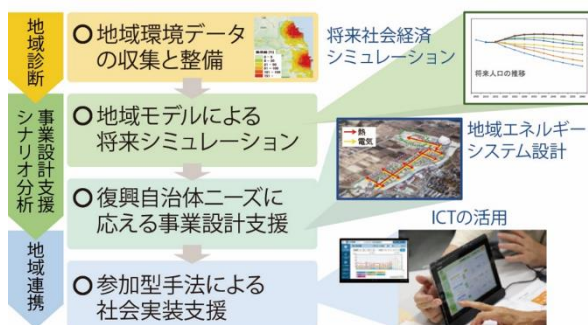 地域診断
事業設計支援
シナリオ分析
地域連携
○地域環境データ
の収集と整備
○地域モデルによる
将来シミュレーション
○復興自治体ニーズに
応える事業設計支援
○参加型手法による
社会実装支援
将来社会経済
シミュレーション
将来人口の推移
熱
電気
地域エネルギー
システム設計
ICTの活用